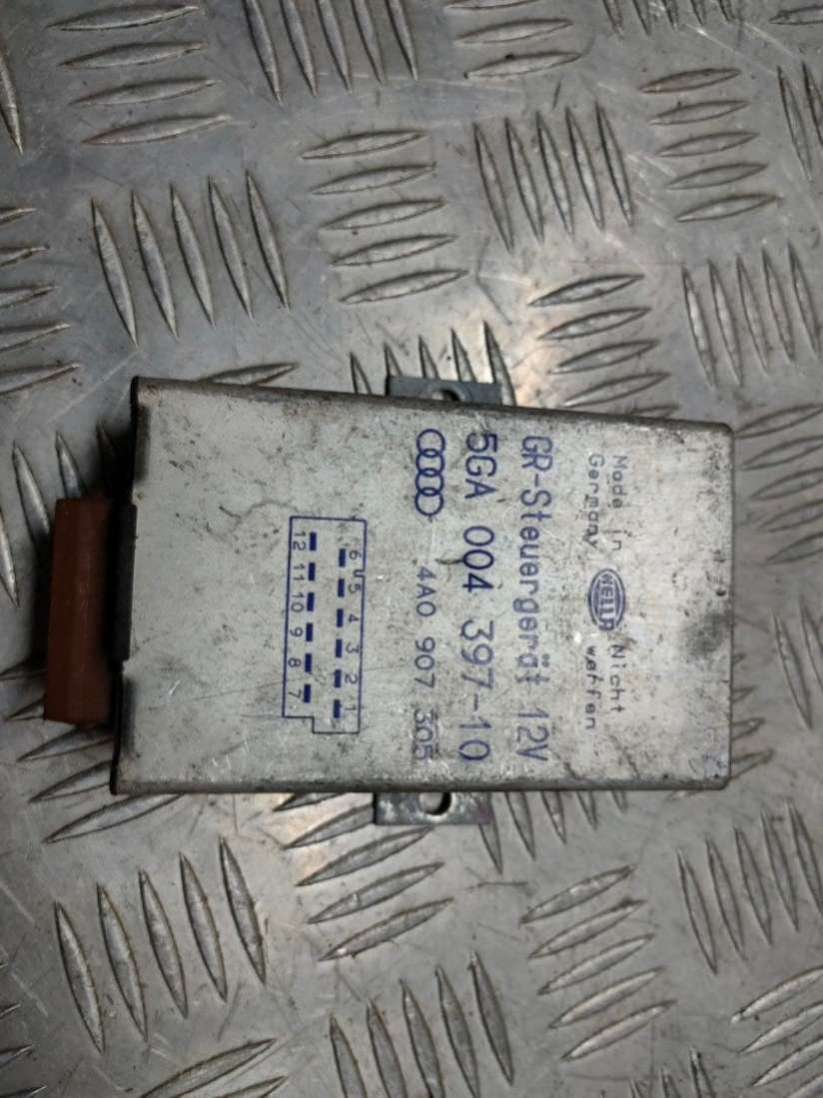 Made in
Germany
HELLA
Nicht
werfen
GR-Steuergerät 12V
5GA 004 397-10
4A0 907 305
6 5 4 3 2 1
12 11 10 9 8 7